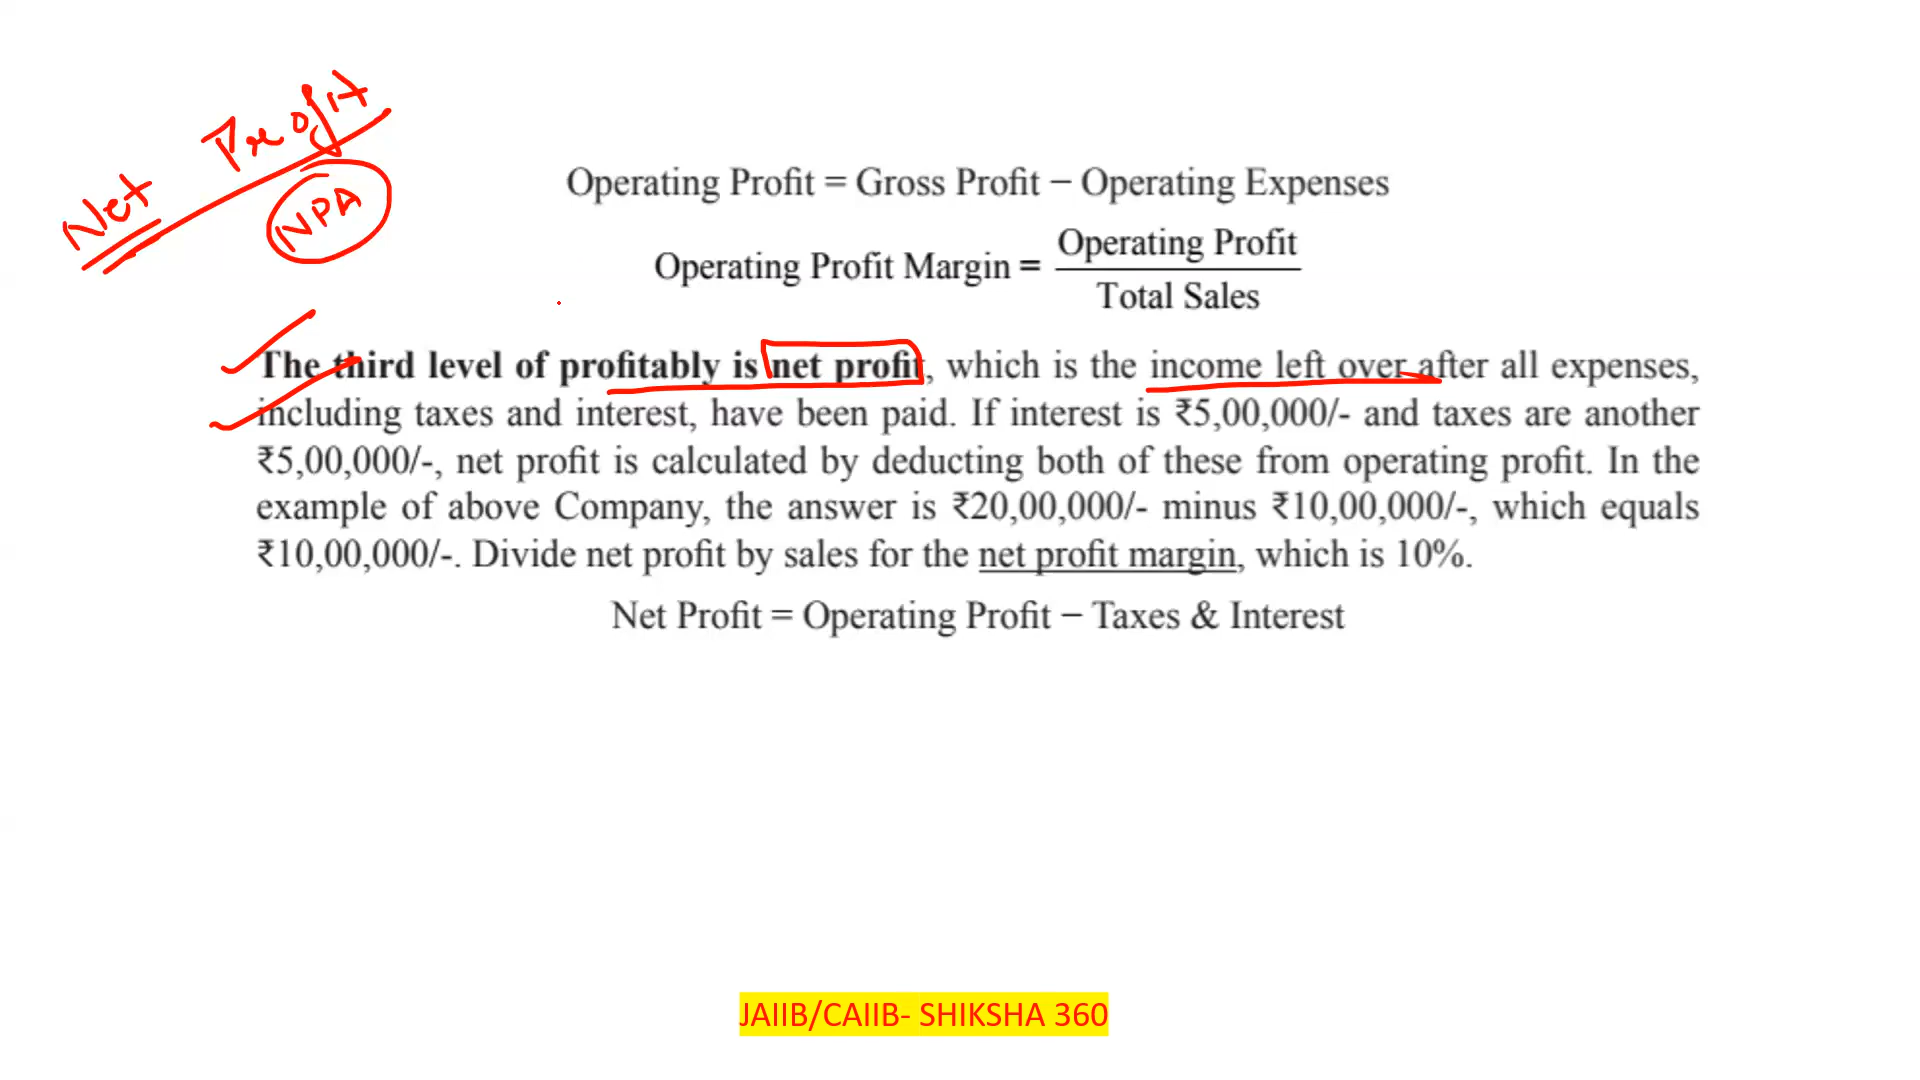 Net Profit
NPA
Operating Profit = Gross Profit − Operating Expenses
Operating Profit Margin = Operating Profit / Total Sales
The third level of profitably is net profit, which is the income left over after all expenses,
including taxes and interest, have been paid. If interest is ₹5,00,000/- and taxes are another
₹5,00,000/-, net profit is calculated by deducting both of these from operating profit. In the
example of above Company, the answer is ₹20,00,000/- minus ₹10,00,000/-, which equals
₹10,00,000/-. Divide net profit by sales for the net profit margin, which is 10%.
Net Profit = Operating Profit − Taxes & Interest
JAIIB/CAIIB- SHIKSHA 360